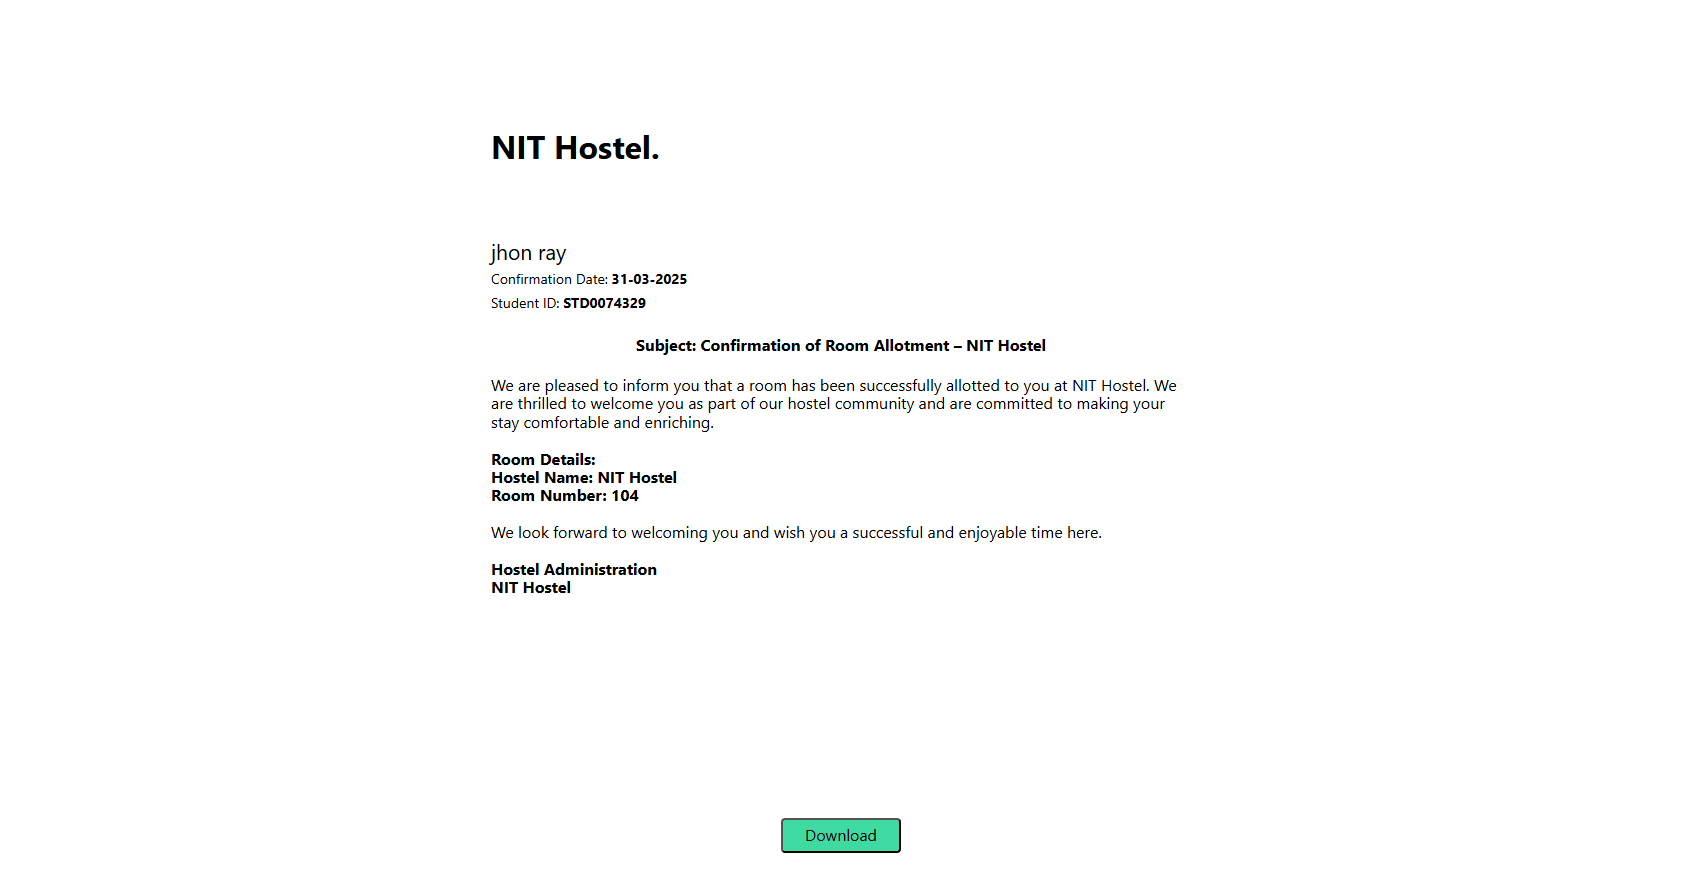 NIT Hostel.
jhon ray
Confirmation Date: 31-03-2025
Student ID: STD0074329
Subject: Confirmation of Room Allotment – NIT Hostel
We are pleased to inform you that a room has been successfully allotted to you at NIT Hostel. We
are thrilled to welcome you as part of our hostel community and are committed to making your
stay comfortable and enriching.
Room Details:
Hostel Name: NIT Hostel
Room Number: 104
We look forward to welcoming you and wish you a successful and enjoyable time here.
Hostel Administration
NIT Hostel
Download